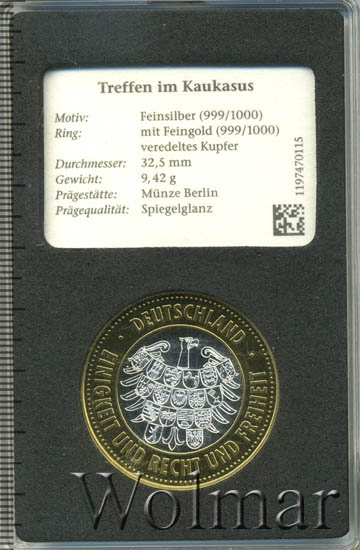 Treffen im Kaukasus
Motiv: Feinsilber (999/1000)
Ring: mit Feingold (999/1000)
veredeltes Kupfer
Durchmesser: 32,5 mm
Gewicht: 9,42 g
Prägestätte: Münze Berlin
Prägequalität: Spiegelglanz
1197470115
· DEUTSCHLAND ·
EINIGKEIT UND RECHT UND FREIHEIT
Wolmar